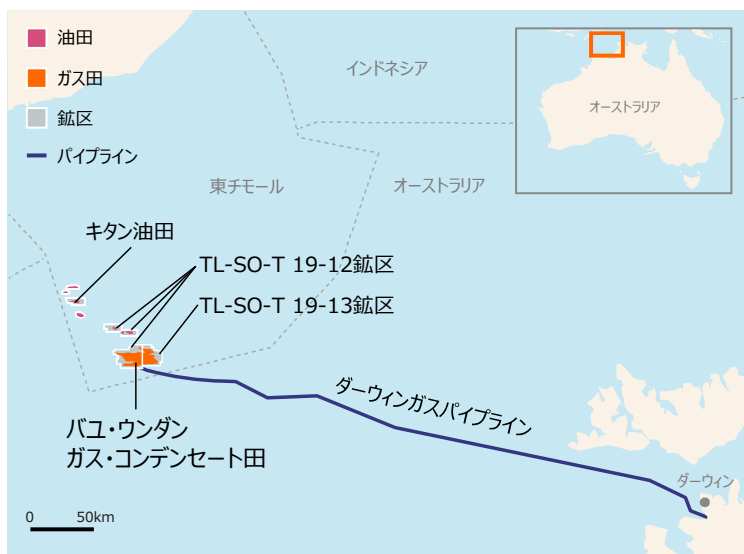 油田
ガス田
鉱区
パイプライン
インドネシア
オーストラリア
東チモール
オーストラリア
キタン油田
TL-SO-T 19-12鉱区
TL-SO-T 19-13鉱区
バユ・ウンダン
ガス・コンデンセート田
ダーウィンガスパイプライン
ダーウィン
0 50km